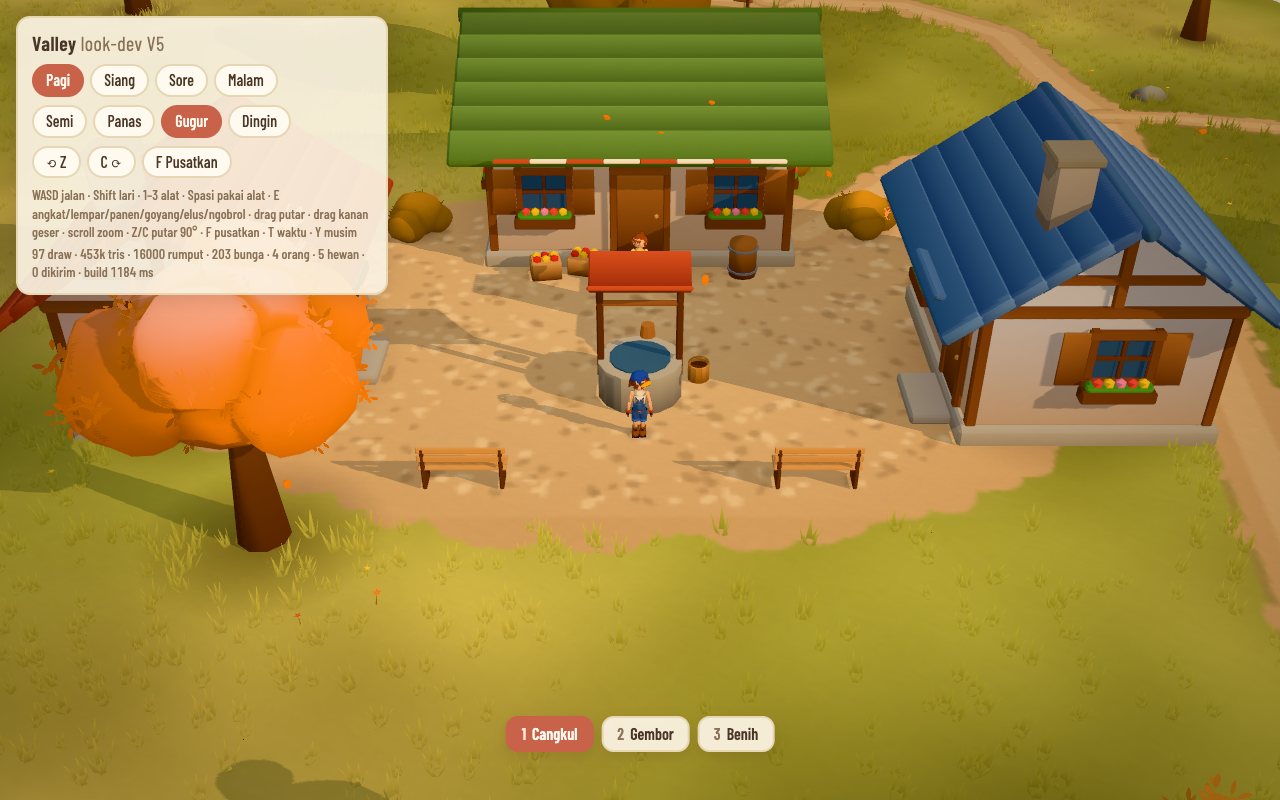 Valley look-dev V5
Pagi Siang Sore Malam
Semi Panas Gugur Dingin
⟲ Z C ⟳ F Pusatkan
WASD jalan · Shift lari · 1–3 alat · Spasi pakai alat · E
angkat/lempar/panen/goyang/elus/ngobrol · drag putar · drag kanan
geser · scroll zoom · Z/C putar 90° · F pusatkan · T waktu · Y musim
97 draw · 453k tris · 16000 rumput · 203 bunga · 4 orang · 5 hewan ·
0 dikirim · build 1184 ms
1 Cangkul 2 Gembor 3 Benih